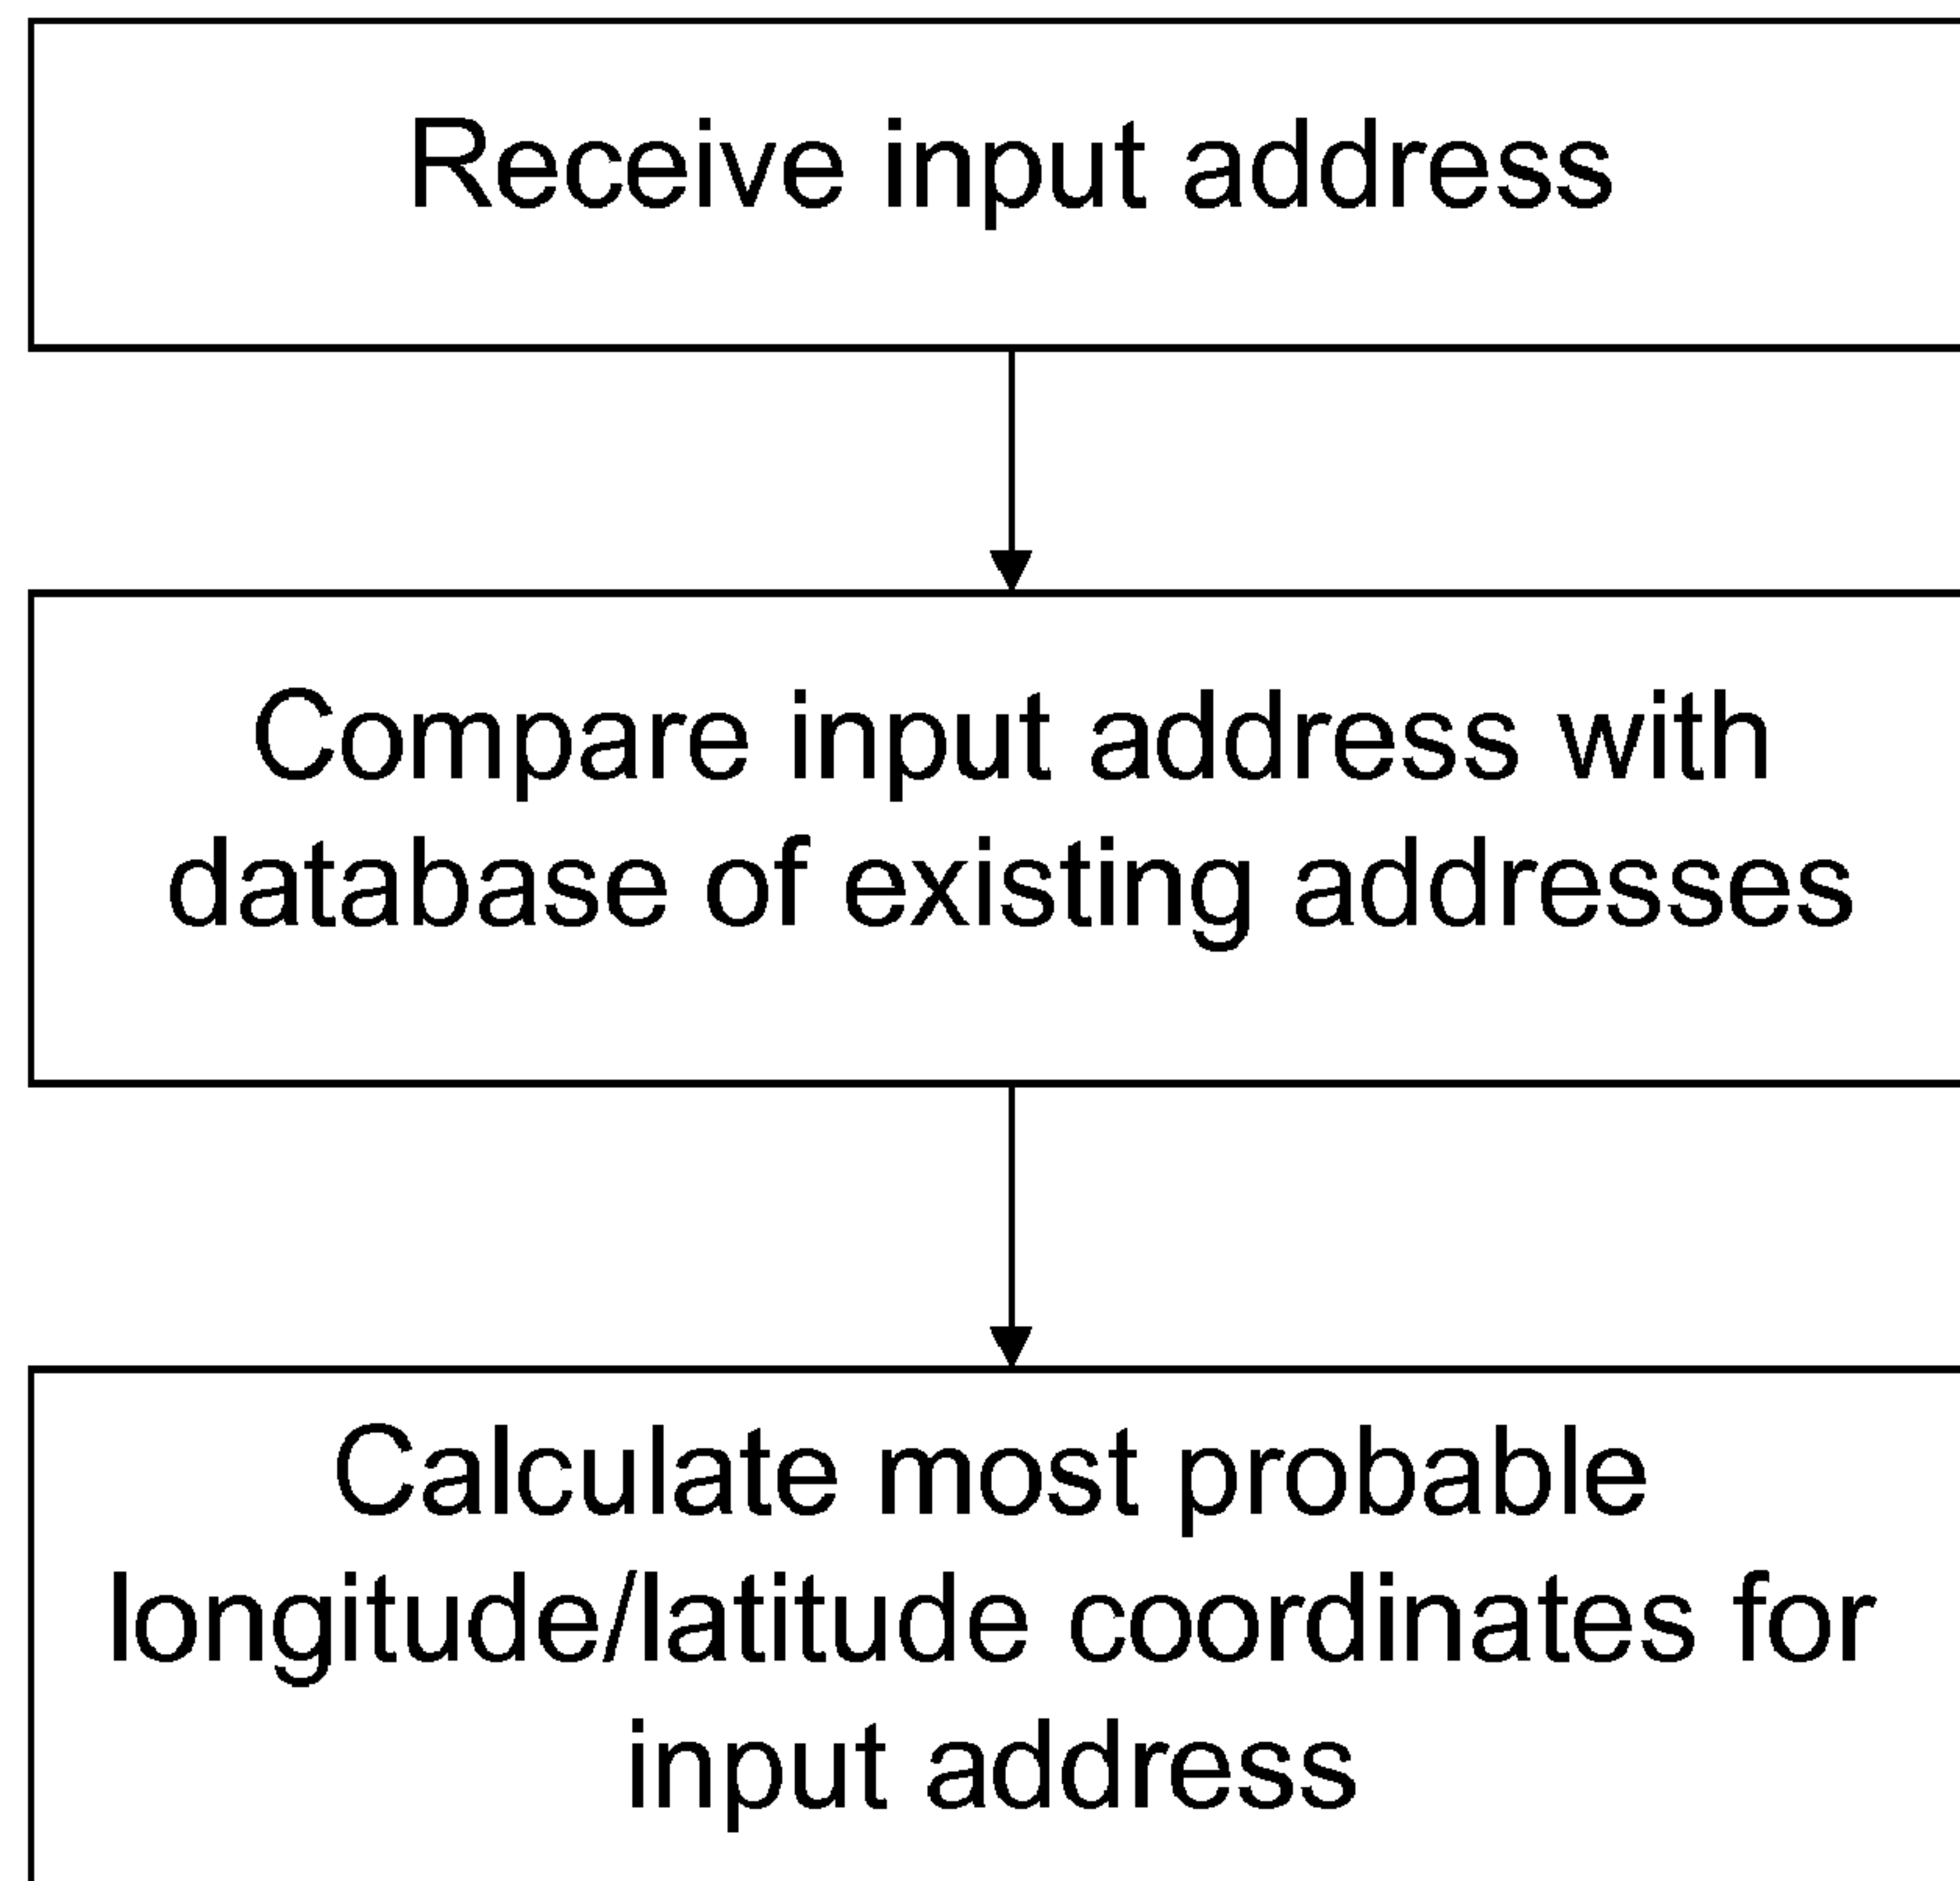 Receive input address
Compare input address with
database of existing addresses
Calculate most probable
longitude/latitude coordinates for
input address